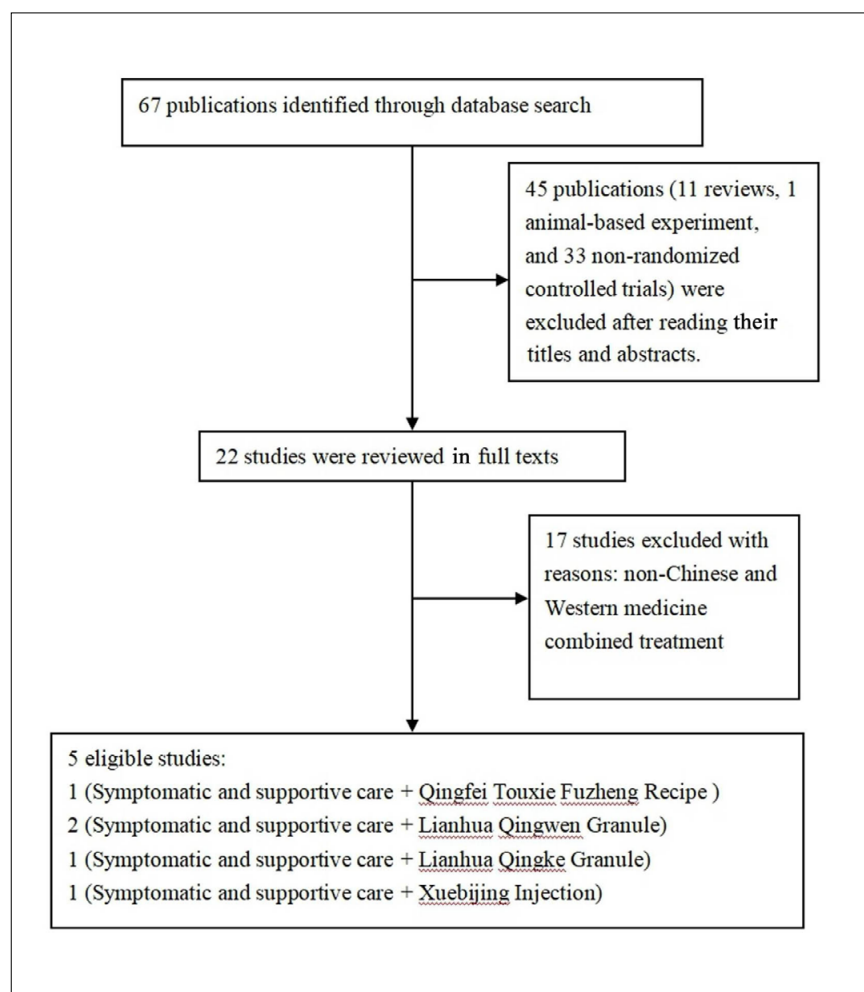 67 publications identified through database search
45 publications (11 reviews, 1
animal-based experiment,
and 33 non-randomized
controlled trials) were
excluded after reading their
titles and abstracts.
22 studies were reviewed in full texts
17 studies excluded with
reasons: non-Chinese and
Western medicine
combined treatment
5 eligible studies:
1 (Symptomatic and supportive care + Qingfei Touxie Fuzheng Recipe )
2 (Symptomatic and supportive care + Lianhua Qingwen Granule)
1 (Symptomatic and supportive care + Lianhua Qingke Granule)
1 (Symptomatic and supportive care + Xuebijing Injection)